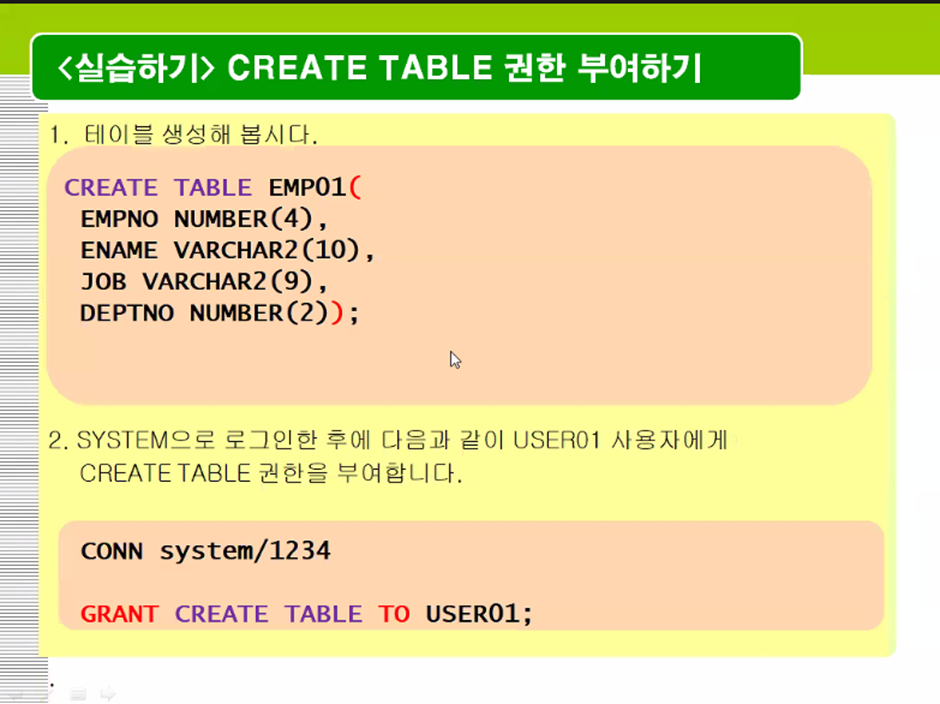 <실습하기> CREATE TABLE 권한 부여하기
1. 테이블 생성해 봅시다.
CREATE TABLE EMP01(
EMPNO NUMBER(4),
ENAME VARCHAR2(10),
JOB VARCHAR2(9),
DEPTNO NUMBER(2));
2. SYSTEM으로 로그인한 후에 다음과 같이 USER01 사용자에게
CREATE TABLE 권한을 부여합니다.
CONN system/1234
GRANT CREATE TABLE TO USER01;